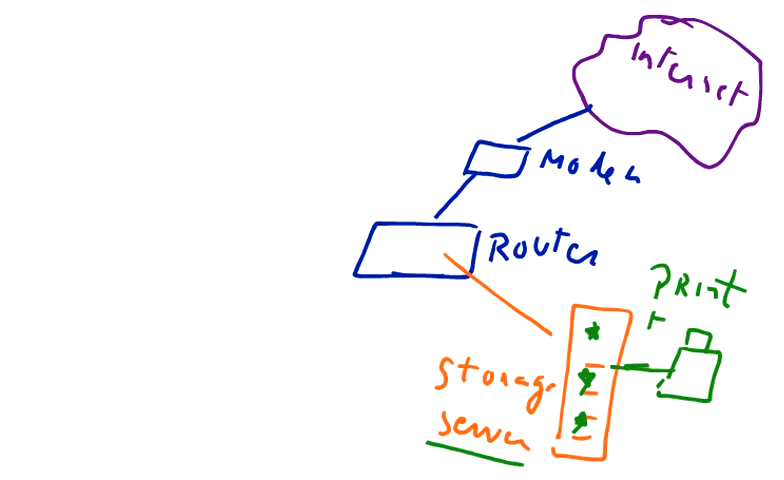 Internet
Modem
Router
Print
Storage
server